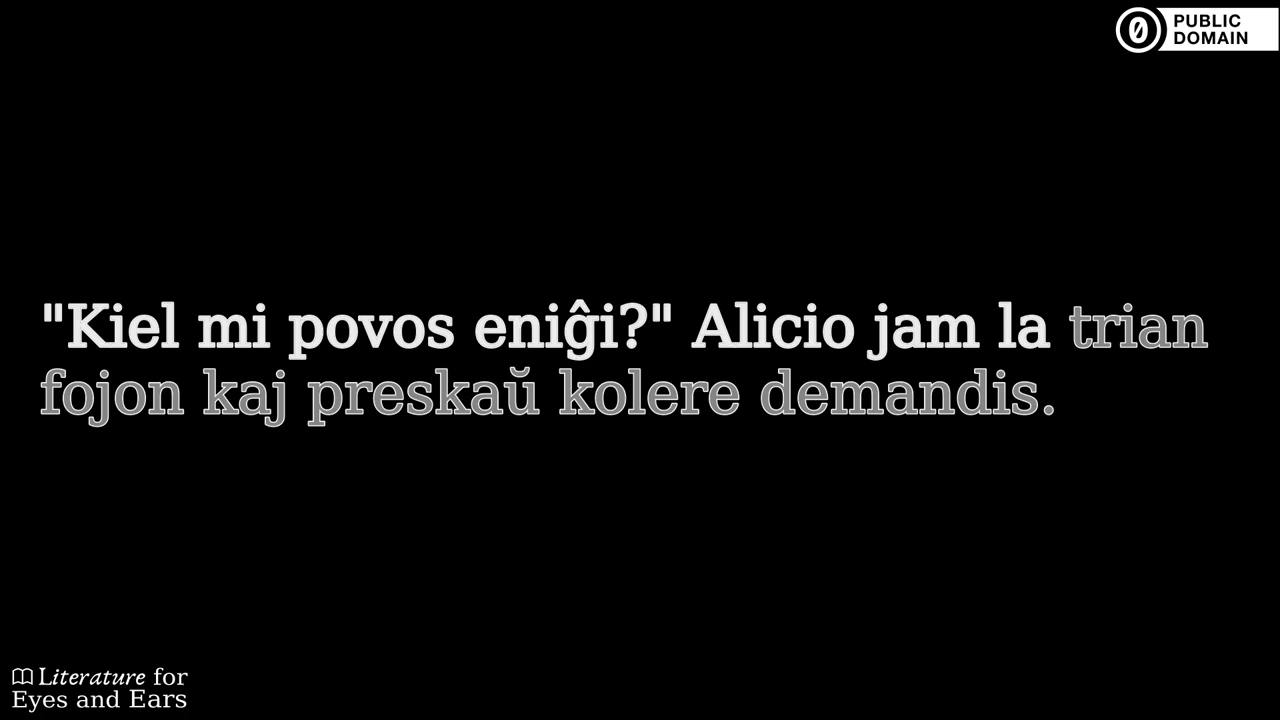 PUBLIC
DOMAIN
"Kiel mi povos eniĝi?" Alicio jam la trian
fojon kaj preskaŭ kolere demandis.
Literature for
Eyes and Ears